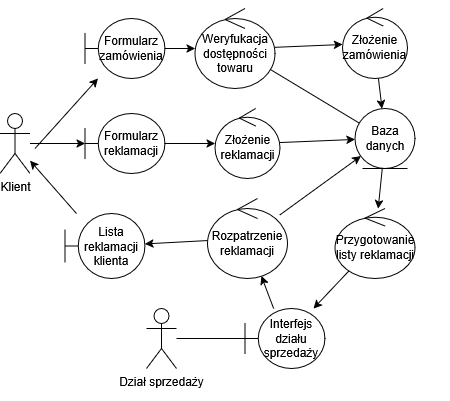 Formularz
zamówienia
Weryfukacja
dostępności
towaru
Złożenie
zamówienia
Klient
Formularz
reklamacji
Złożenie
reklamacji
Baza
danych
Lista
reklamacji
klienta
Rozpatrzenie
reklamacji
Przygotowanie
listy reklamacji
Interfejs
działu
sprzedaży
Dział sprzedaży